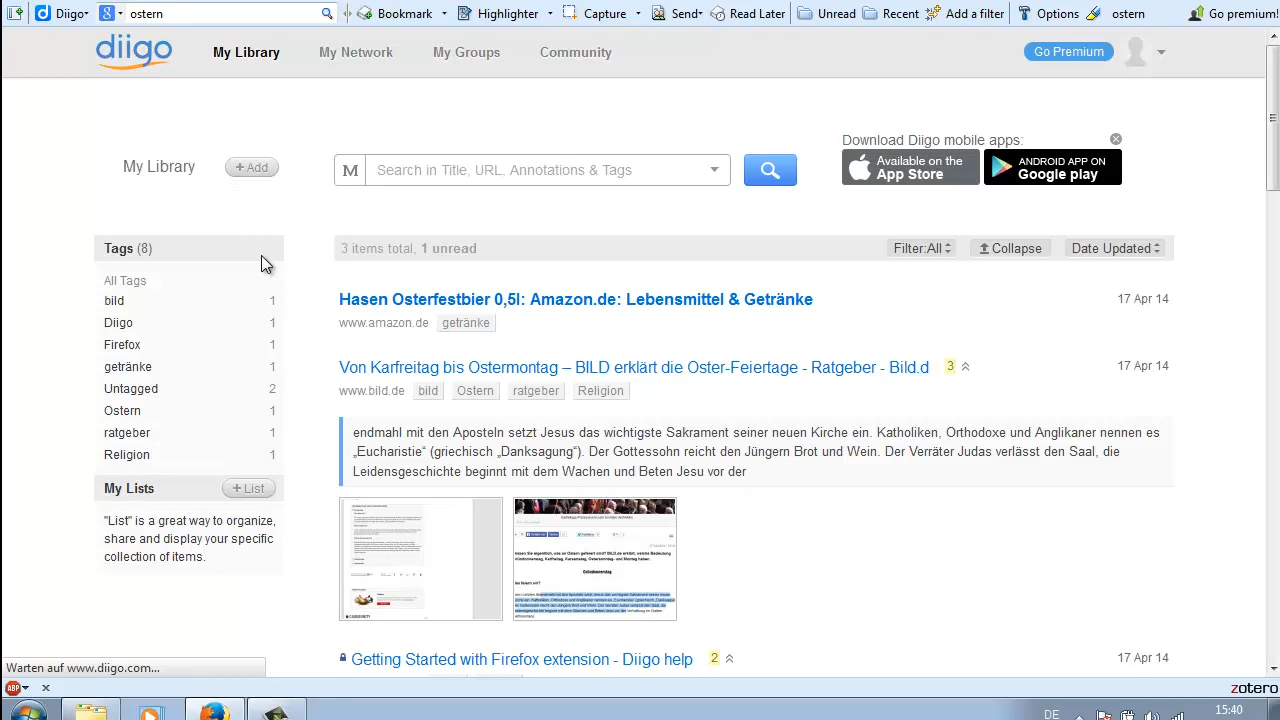 Diigo ostern Bookmark Highlighter Capture Send Read Later Unread Recent Add a filter Options ostern Go premium!
diigo My Library My Network My Groups Community Go Premium
Download Diigo mobile apps:
My Library + Add M Search in Title, URL, Annotations & Tags Available on the App Store ANDROID APP ON Google play
Tags (8) 3 items total, 1 unread Filter:All Collapse Date Updated
All Tags
bild 1
Diigo 1
Firefox 1
getränke 1
Untagged 2
Ostern 1
ratgeber 1
Religion 1
My Lists + List
"List" is a great way to organize,
share and display your specific
collection of items.
Hasen Osterfestbier 0,5l: Amazon.de: Lebensmittel & Getränke 17 Apr 14
www.amazon.de getränke
Von Karfreitag bis Ostermontag – BILD erklärt die Oster-Feiertage - Ratgeber - Bild.d 3 17 Apr 14
www.bild.de bild Ostern ratgeber Religion
endmahl mit den Aposteln setzt Jesus das wichtigste Sakrament seiner neuen Kirche ein. Katholiken, Orthodoxe und Anglikaner nennen es
„Eucharistie“ (griechisch „Danksagung“). Der Gottessohn reicht den Jüngern Brot und Wein. Der Verräter Judas verlässt den Saal, die
Leidensgeschichte beginnt mit dem Wachen und Beten Jesu vor der
Getting Started with Firefox extension - Diigo help 2 17 Apr 14
Warten auf www.diigo.com...
ABP zotero
DE 15:40